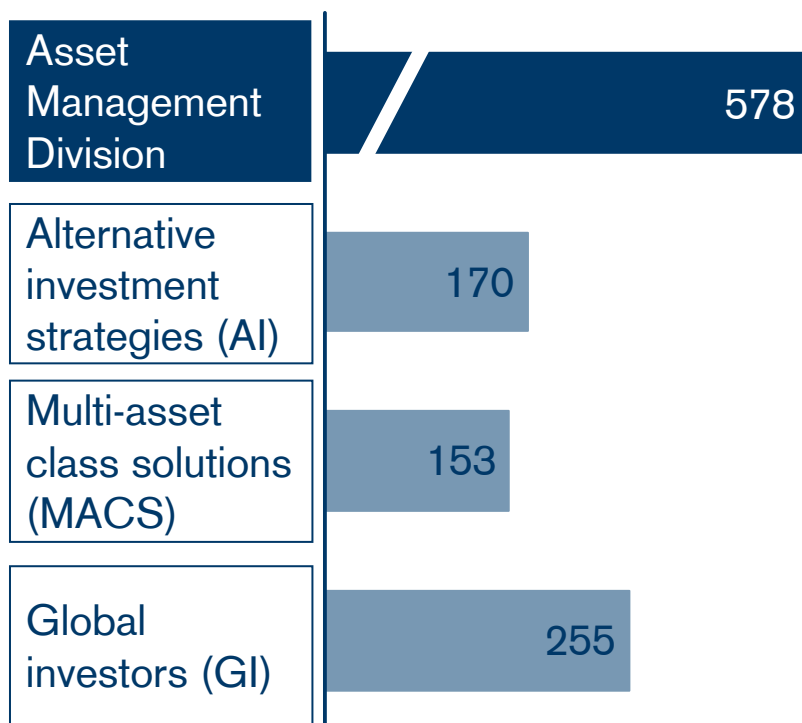 Asset
Management
Division
578
Alternative
investment
strategies (AI)
170
Multi-asset
class solutions
(MACS)
153
Global
investors (GI)
255